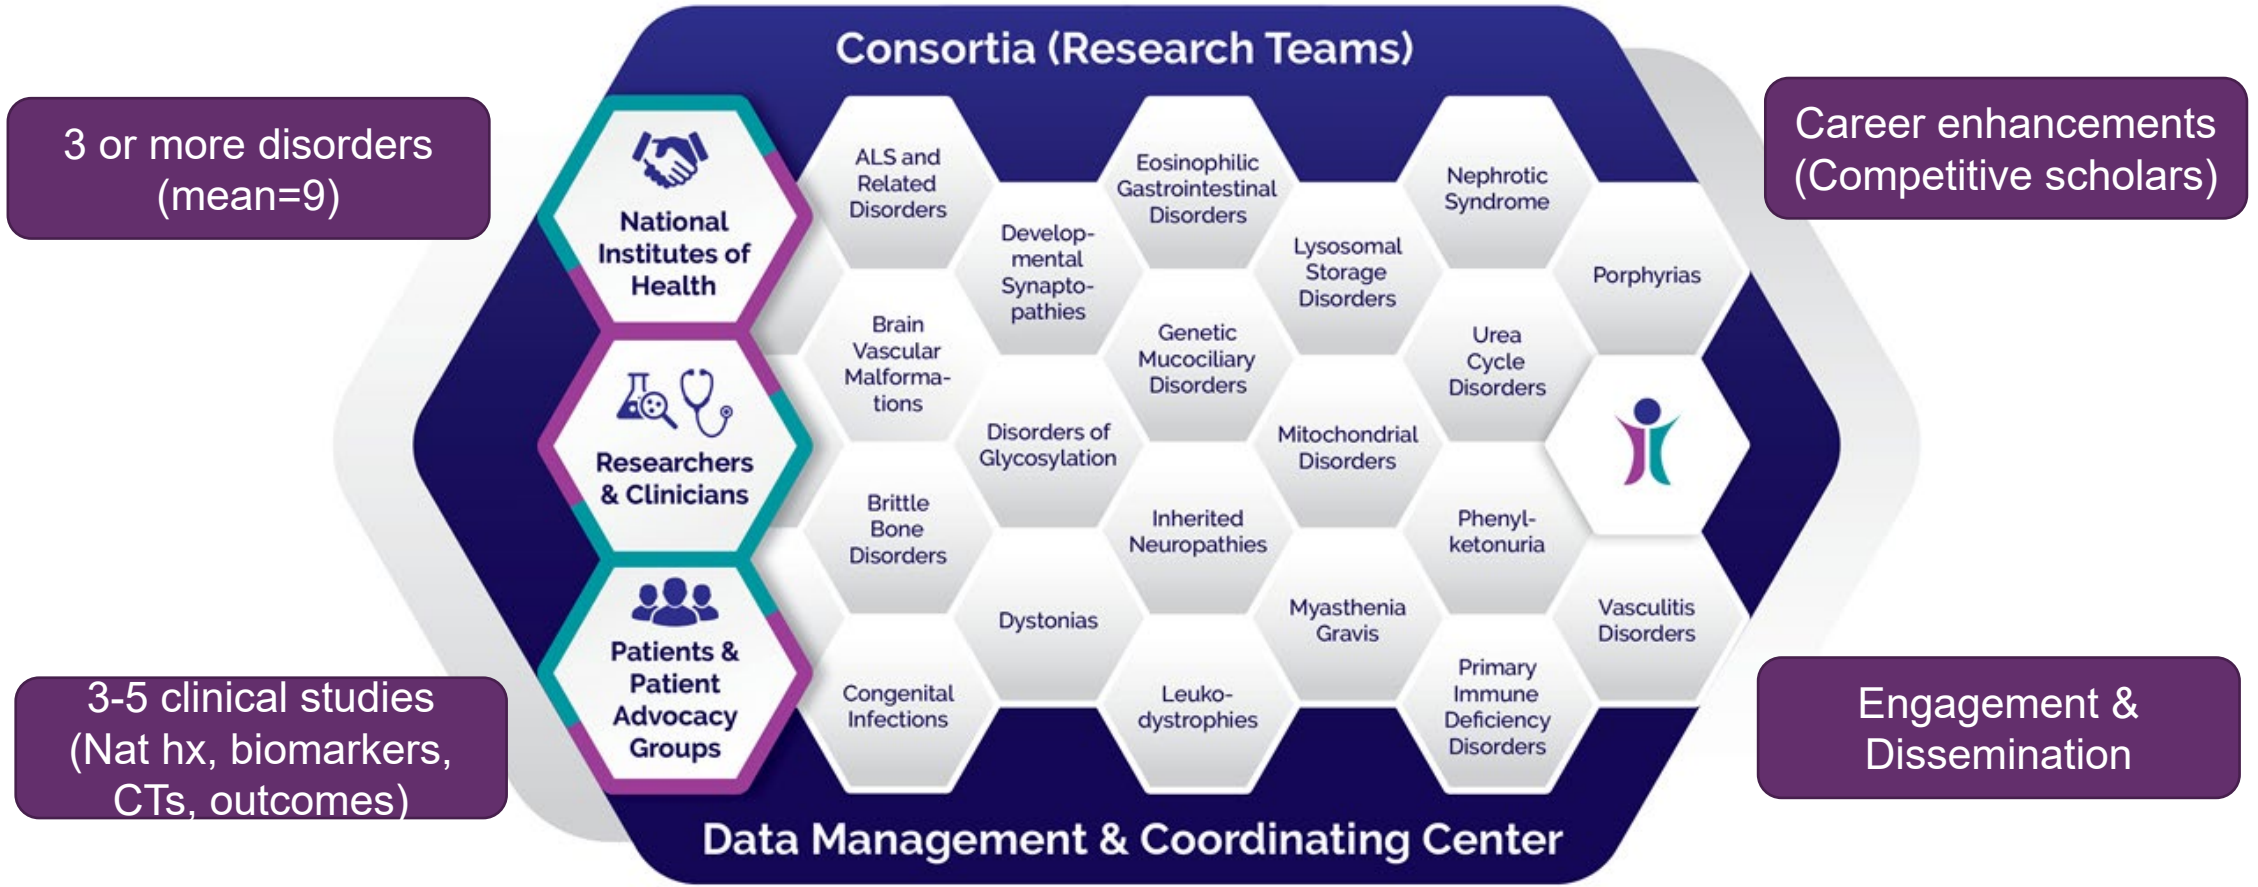 Consortia (Research Teams)
3 or more disorders
(mean=9)
3-5 clinical studies
(Nat hx, biomarkers,
CTs, outcomes)
National
Institutes of
Health
Researchers
& Clinicians
Patients &
Patient
Advocacy
Groups
ALS and
Related
Disorders
Brain
Vascular
Malforma-
tions
Brittle
Bone
Disorders
Congenital
Infections
Develop-
mental
Synapto-
pathies
Disorders of
Glycosylation
Dystonias
Eosinophilic
Gastrointestinal
Disorders
Genetic
Mucociliary
Disorders
Inherited
Neuropathies
Leuko-
dystrophies
Lysosomal
Storage
Disorders
Mitochondrial
Disorders
Myasthenia
Gravis
Nephrotic
Syndrome
Urea
Cycle
Disorders
Phenyl-
ketonuria
Primary
Immune
Deficiency
Disorders
Porphyrias
Vasculitis
Disorders
Career enhancements
(Competitive scholars)
Engagement &
Dissemination
Data Management & Coordinating Center